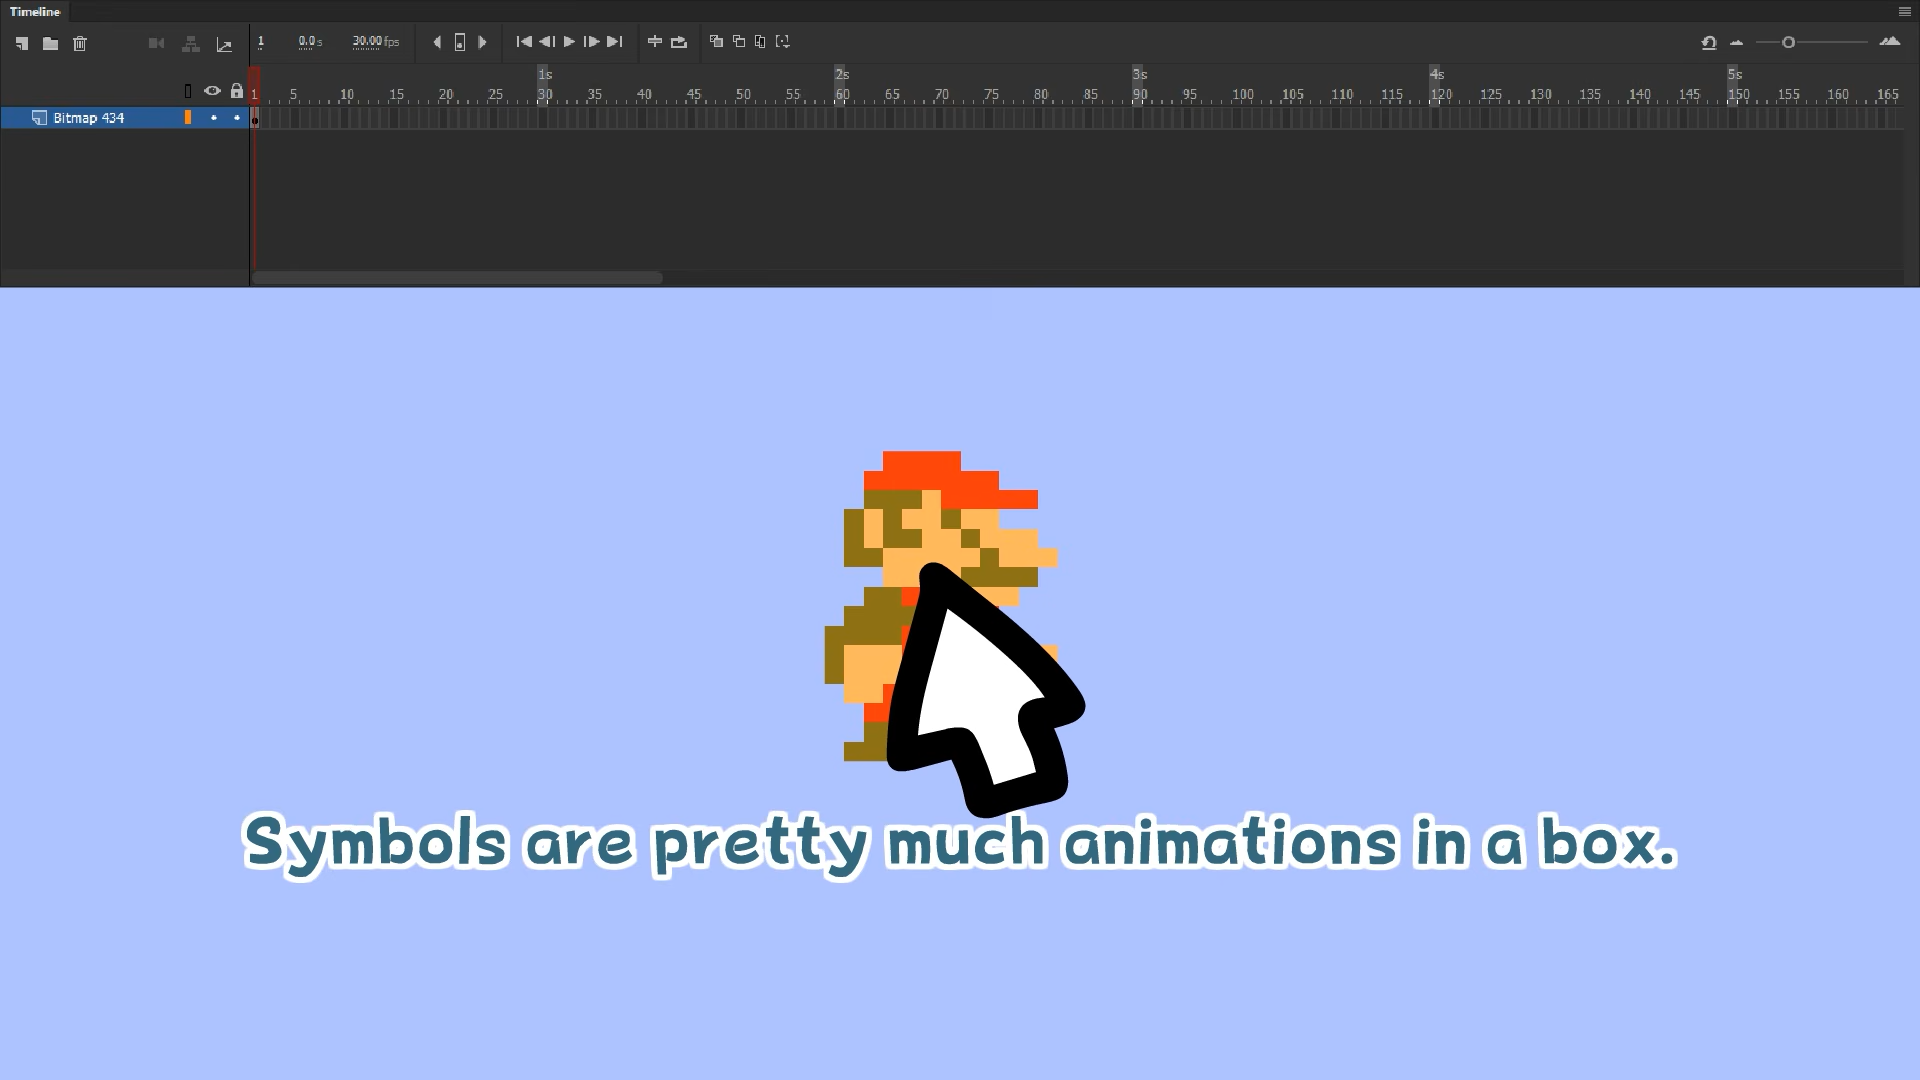 Timeline
1 0.0s 30.00 fps
1s 2s 3s 4s 5s
1 5 10 15 20 25 30 35 40 45 50 55 60 65 70 75 80 85 90 95 100 105 110 115 120 125 130 135 140 145 150 155 160 165
Bitmap 434
Symbols are pretty much animations in a box.